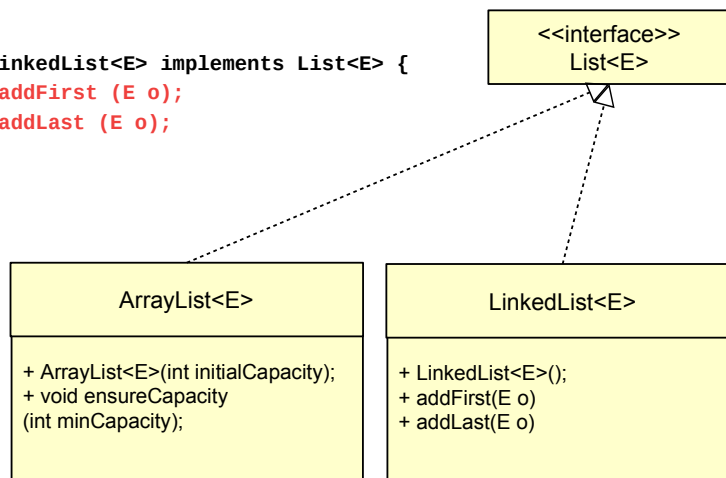 inkedList<E> implements List<E> {
addFirst (E o);
addLast (E o);
<<interface>>
List<E>
ArrayList<E>
+ ArrayList<E>(int initialCapacity);
+ void ensureCapacity
(int minCapacity);
LinkedList<E>
+ LinkedList<E>();
+ addFirst(E o)
+ addLast(E o)